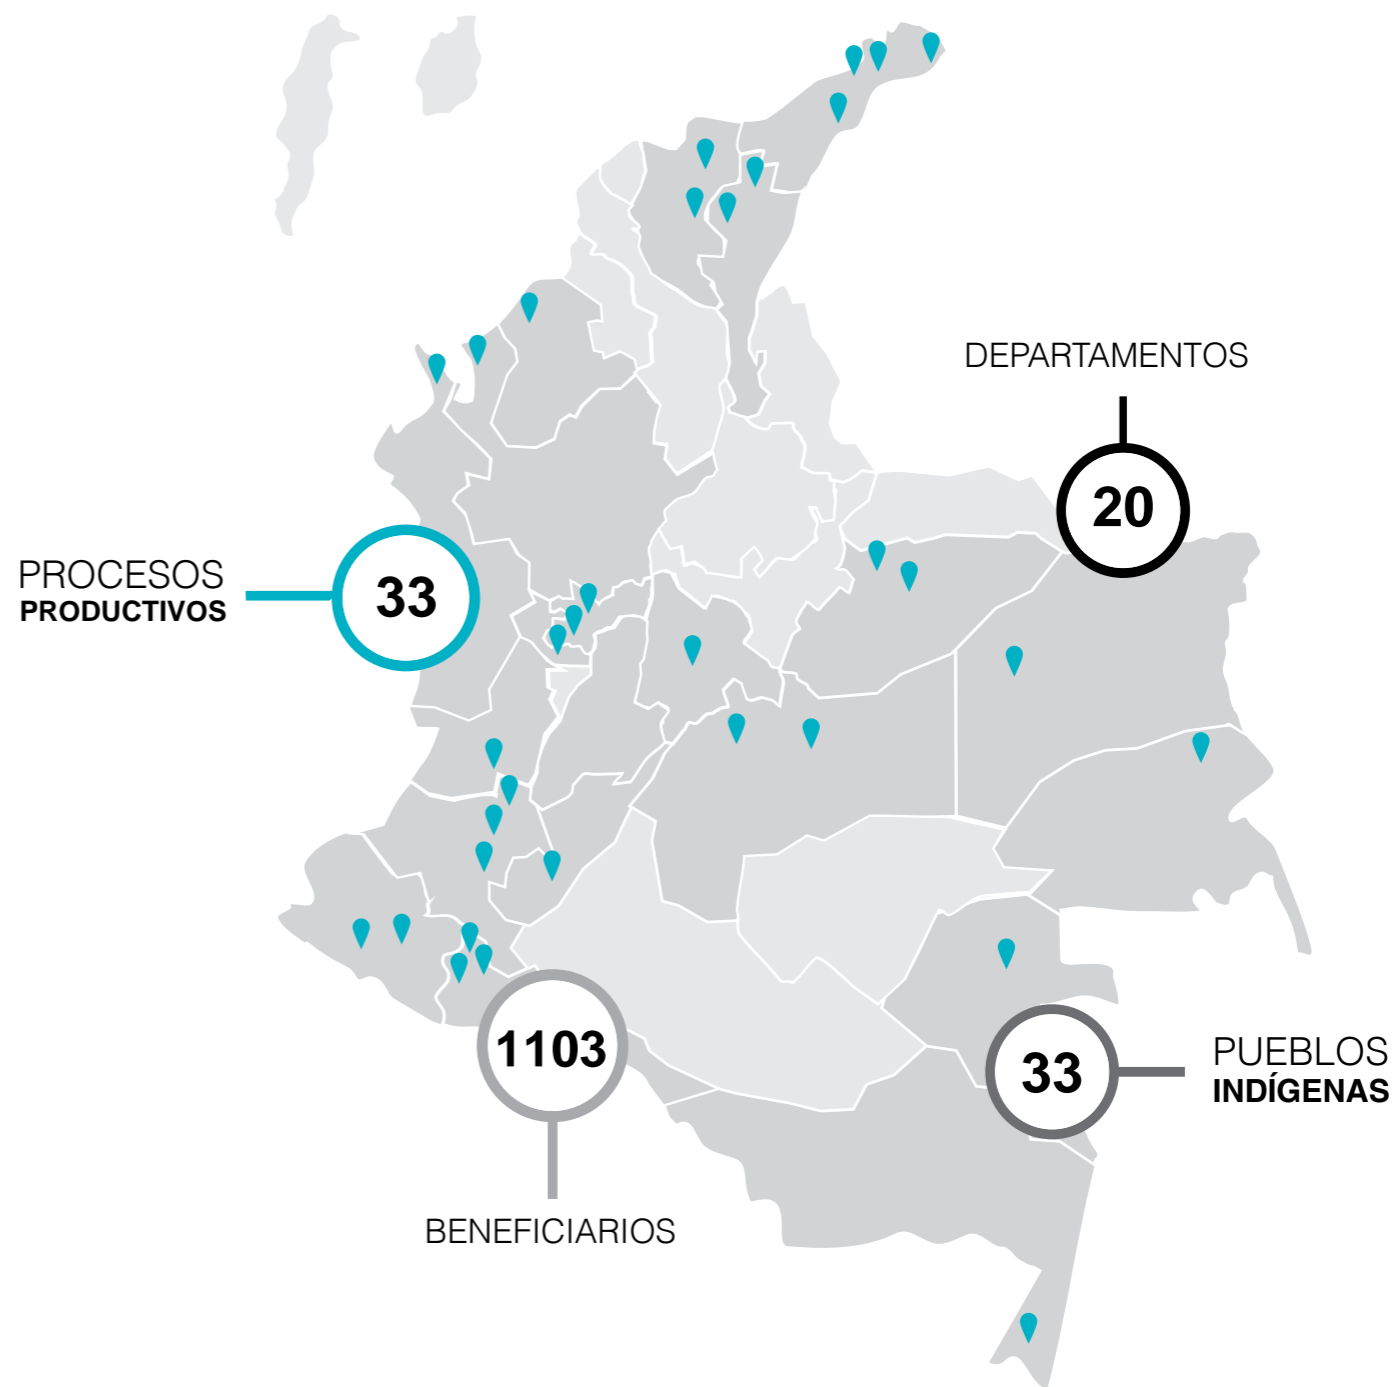 DEPARTAMENTOS
20
PROCESOS
PRODUCTIVOS
33
1103
BENEFICIARIOS
33
PUEBLOS
INDÍGENAS